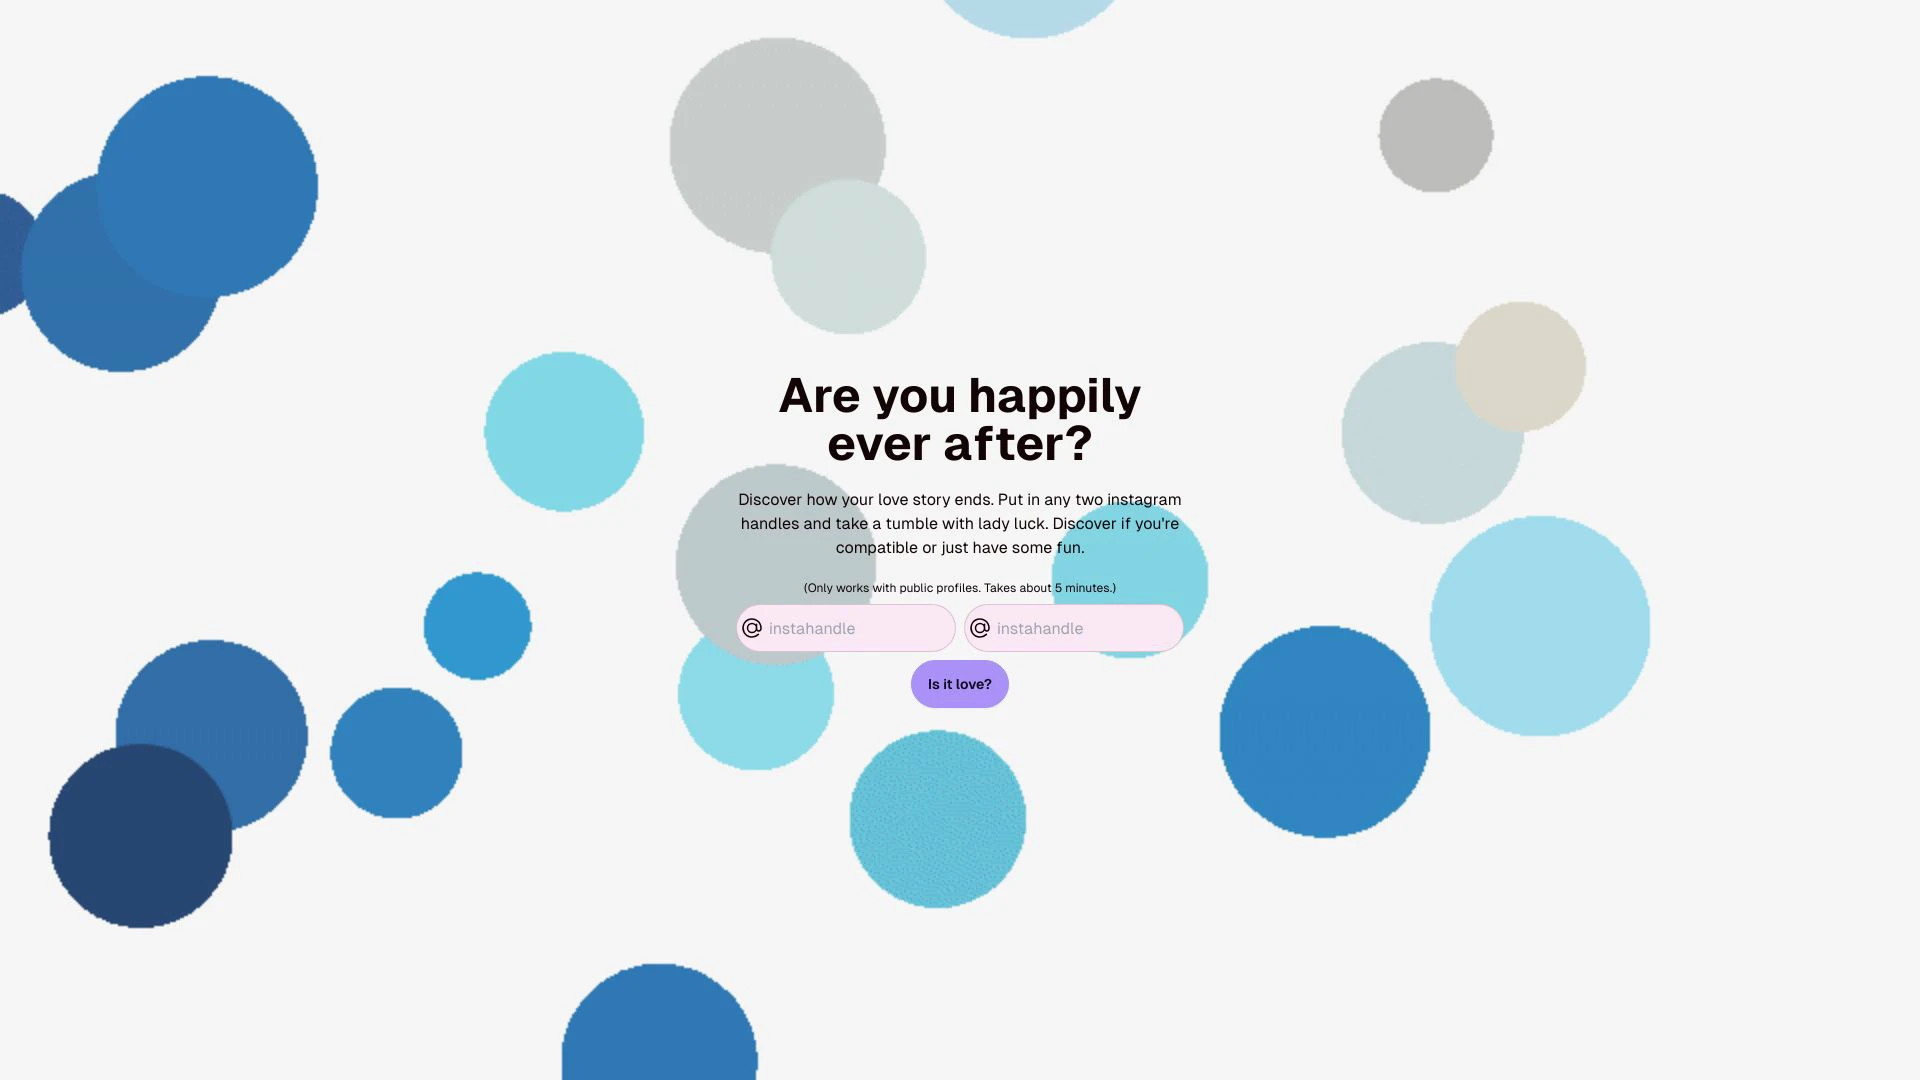 Are you happily
ever after?
Discover how your love story ends. Put in any two instagram
handles and take a tumble with lady luck. Discover if you're
compatible or just have some fun.
(Only works with public profiles. Takes about 5 minutes.)
@ instahandle @ instahandle
Is it love?